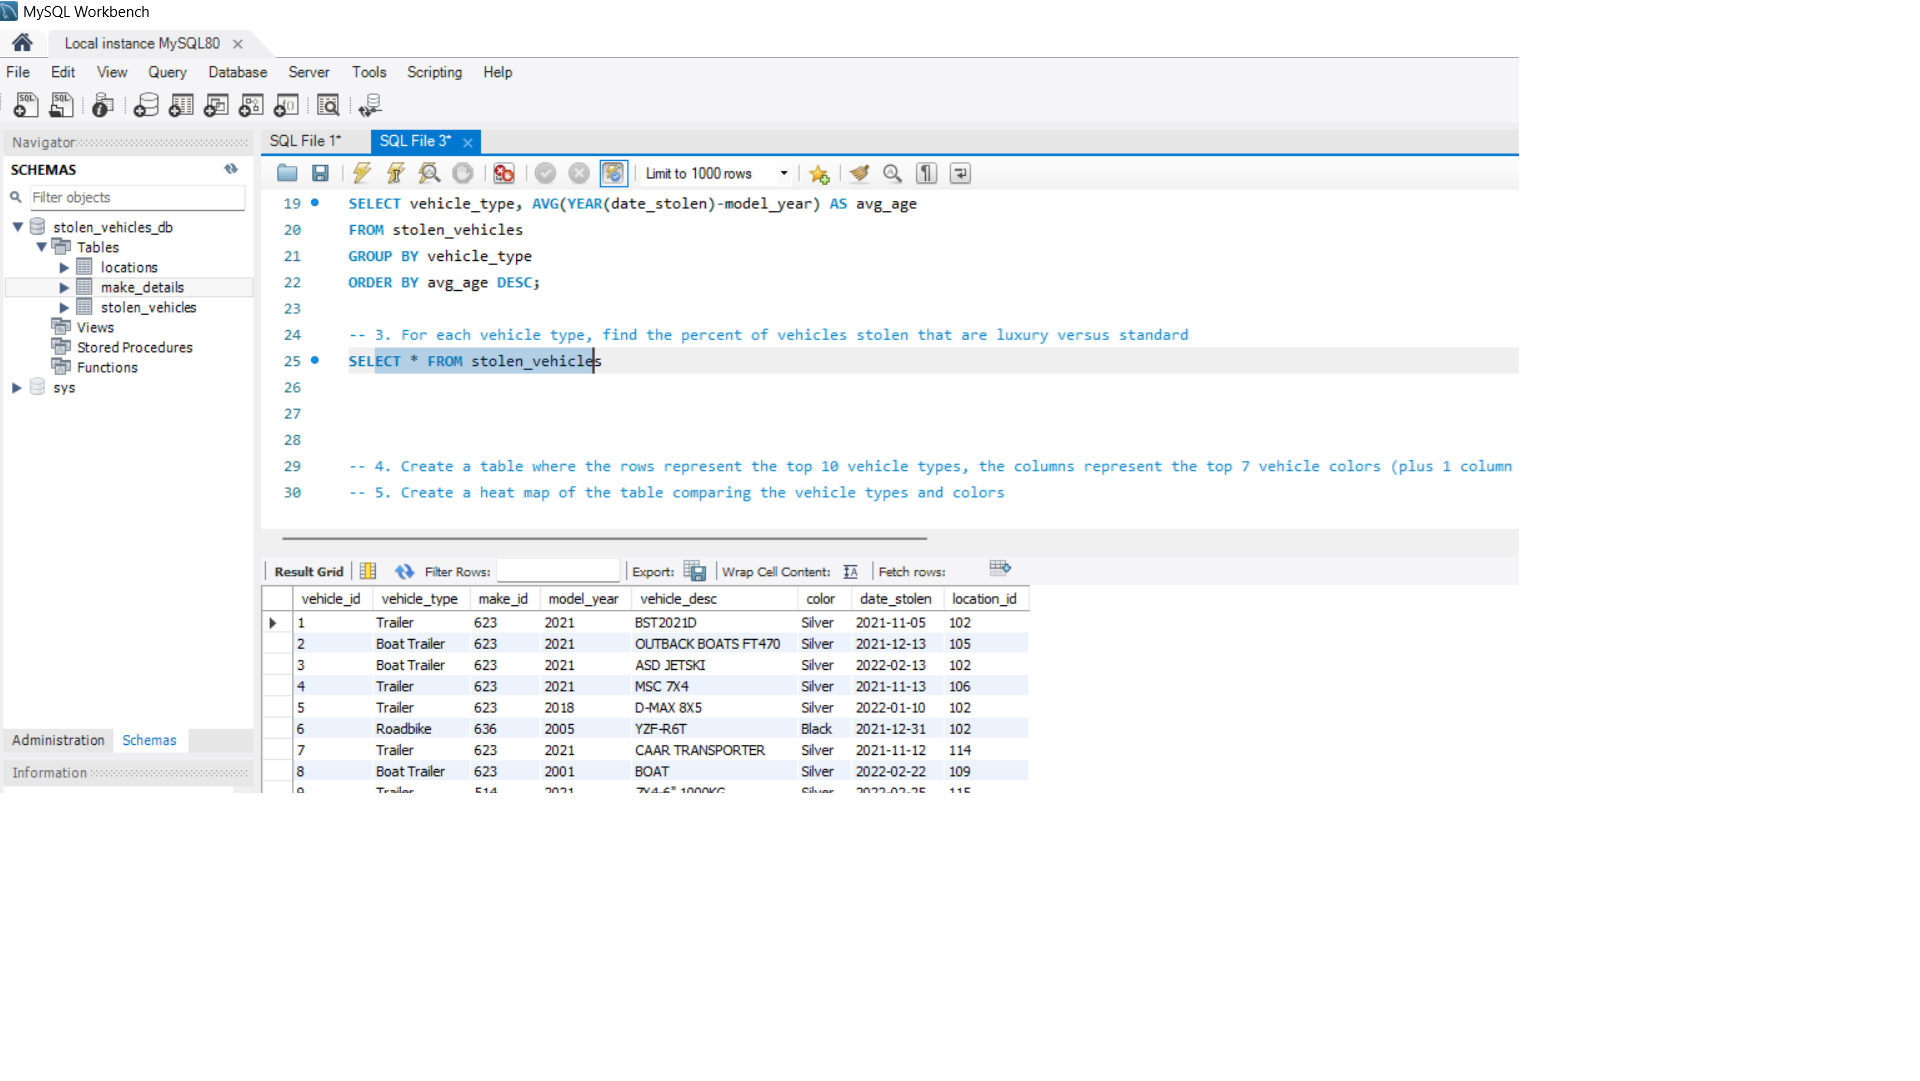 MySQL Workbench
Local instance MySQL80
File Edit View Query Database Server Tools Scripting Help
Navigator
SCHEMAS
Filter objects
stolen_vehicles_db
Tables
locations
make_details
stolen_vehicles
Views
Stored Procedures
Functions
sys
Administration Schemas
Information
SQL File 1* SQL File 3*
Limit to 1000 rows
19 SELECT vehicle_type, AVG(YEAR(date_stolen)-model_year) AS avg_age
20 FROM stolen_vehicles
21 GROUP BY vehicle_type
22 ORDER BY avg_age DESC;
23
24 -- 3. For each vehicle type, find the percent of vehicles stolen that are luxury versus standard
25 SELECT * FROM stolen_vehicles
26
27
28
29 -- 4. Create a table where the rows represent the top 10 vehicle types, the columns represent the top 7 vehicle colors (plus 1 column
30 -- 5. Create a heat map of the table comparing the vehicle types and colors
Result Grid Filter Rows: Export: Wrap Cell Content: Fetch rows:
vehicle_id vehicle_type make_id model_year vehicle_desc color date_stolen location_id
1 Trailer 623 2021 BST2021D Silver 2021-11-05 102
2 Boat Trailer 623 2021 OUTBACK BOATS FT470 Silver 2021-12-13 105
3 Boat Trailer 623 2021 ASD JETSKI Silver 2022-02-13 102
4 Trailer 623 2021 MSC 7X4 Silver 2021-11-13 106
5 Trailer 623 2018 D-MAX 8X5 Silver 2022-01-10 102
6 Roadbike 636 2005 YZF-R6T Black 2021-12-31 102
7 Trailer 623 2021 CAAR TRANSPORTER Silver 2021-11-12 114
8 Boat Trailer 623 2001 BOAT Silver 2022-02-22 109
9 Trailer 514 2021 7X4-6" 1000KG Silver 2022-02-25 115